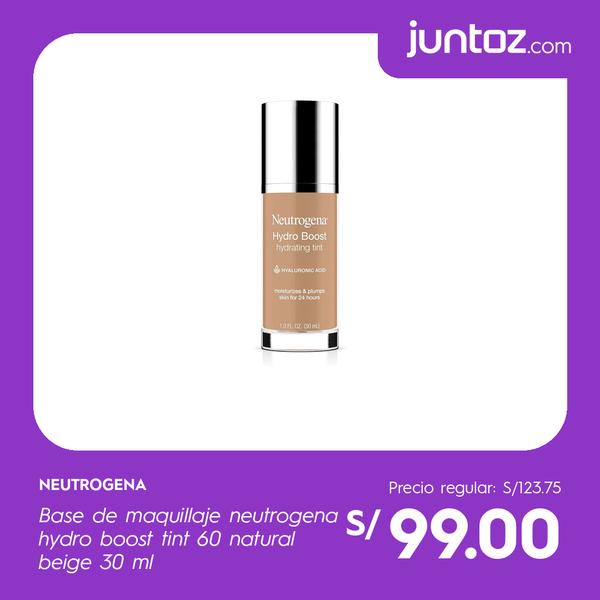 juntoz.com
Neutrogena®
Hydro Boost
hydrating tint
HYALURONIC ACID
moisturizes & plumps
skin for 24 hours
1.0 FL. OZ. (30 mL)
NEUTROGENA
Base de maquillaje neutrogena
hydro boost tint 60 natural
beige 30 ml
Precio regular: S/123.75
S/ 99.00